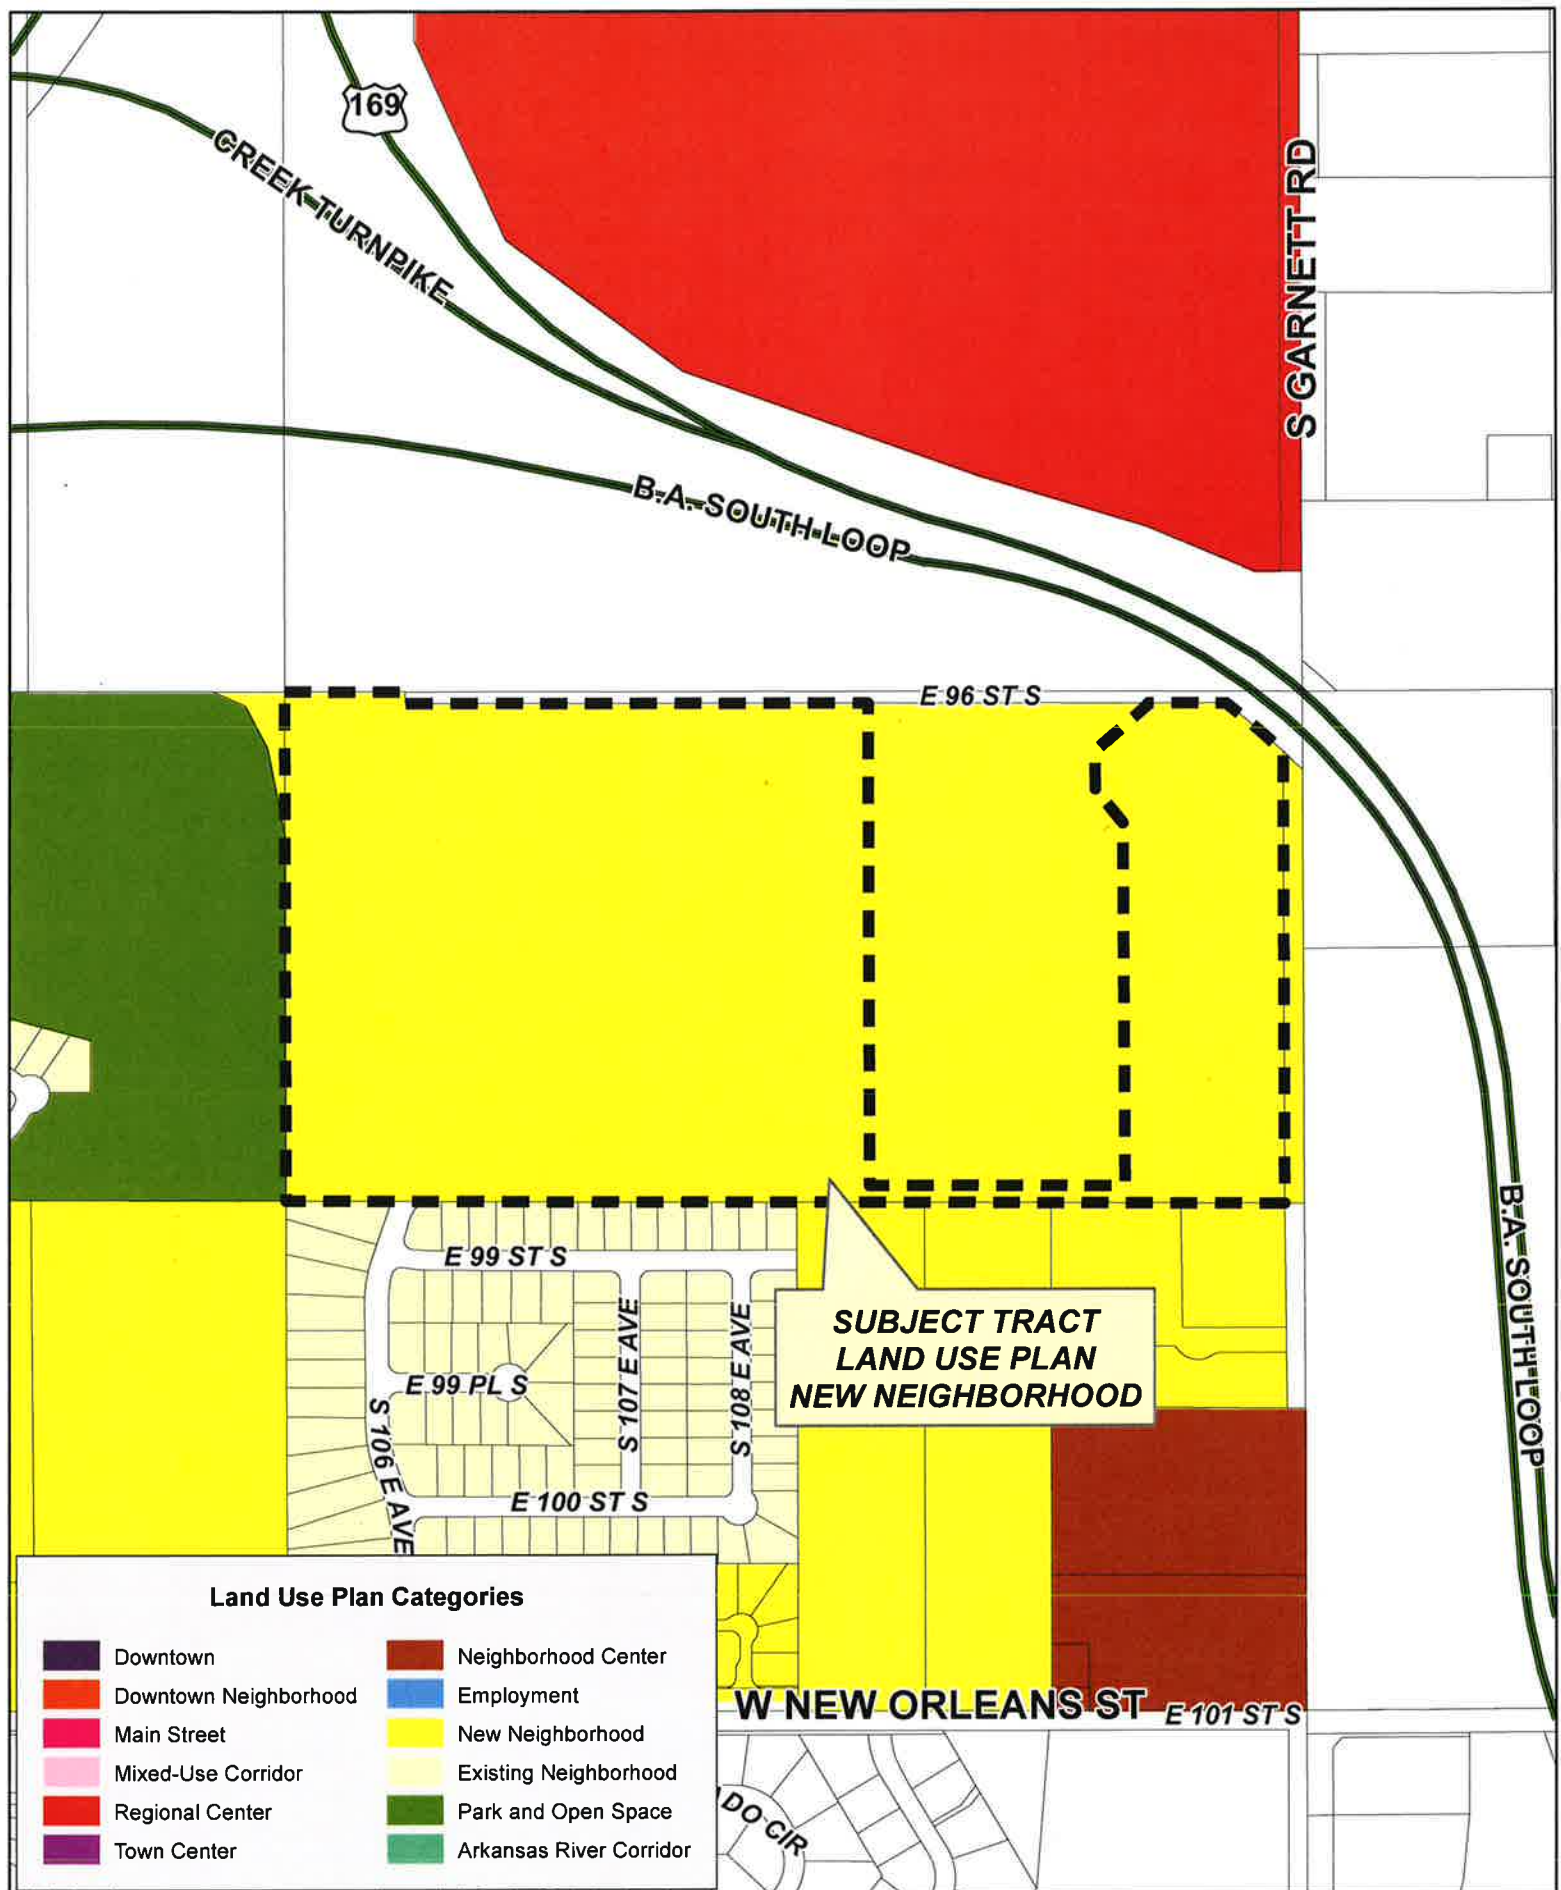 169
CREEK TURNPIKE
S GARNETT RD
B.A. SOUTH LOOP
E 96 ST S
B.A. SOUTH LOOP
E 99 ST S
SUBJECT TRACT
LAND USE PLAN
NEW NEIGHBORHOOD
S 107 E AVE
S 108 E AVE
E 99 PL S
S 106 E AVE
E 100 ST S
Land Use Plan Categories
Downtown
Downtown Neighborhood
Main Street
Mixed-Use Corridor
Regional Center
Town Center
Neighborhood Center
Employment
New Neighborhood
Existing Neighborhood
Park and Open Space
Arkansas River Corridor
W NEW ORLEANS ST
E 101 ST S
ADO CIR